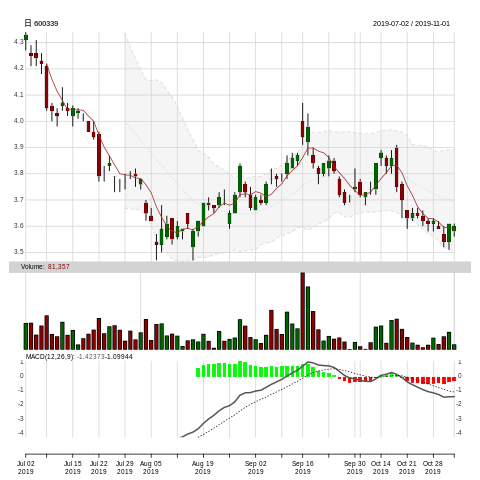 日 600339
2019-07-02 / 2019-11-01
4.3
4.2
4.1
4.0
3.9
3.8
3.7
3.6
3.5
Volume: 81,357
MACD(12,26,9): -1.42373-1.09944
1 1
0 0
-1 -1
-2 -2
-3 -3
-4 -4
Jul 02 Jul 15 Jul 22 Jul 29 Aug 05 Aug 19 Sep 02 Sep 16 Sep 30 Oct 14 Oct 21 Oct 28
2019 2019 2019 2019 2019 2019 2019 2019 2019 2019 2019 2019